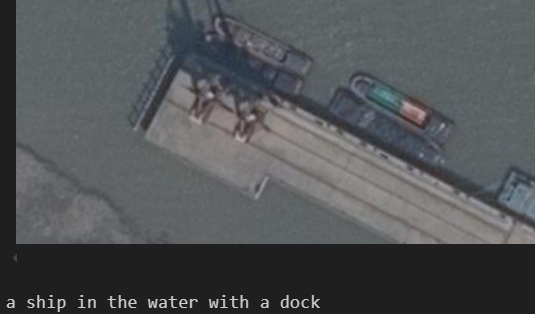 a ship in the water with a dock